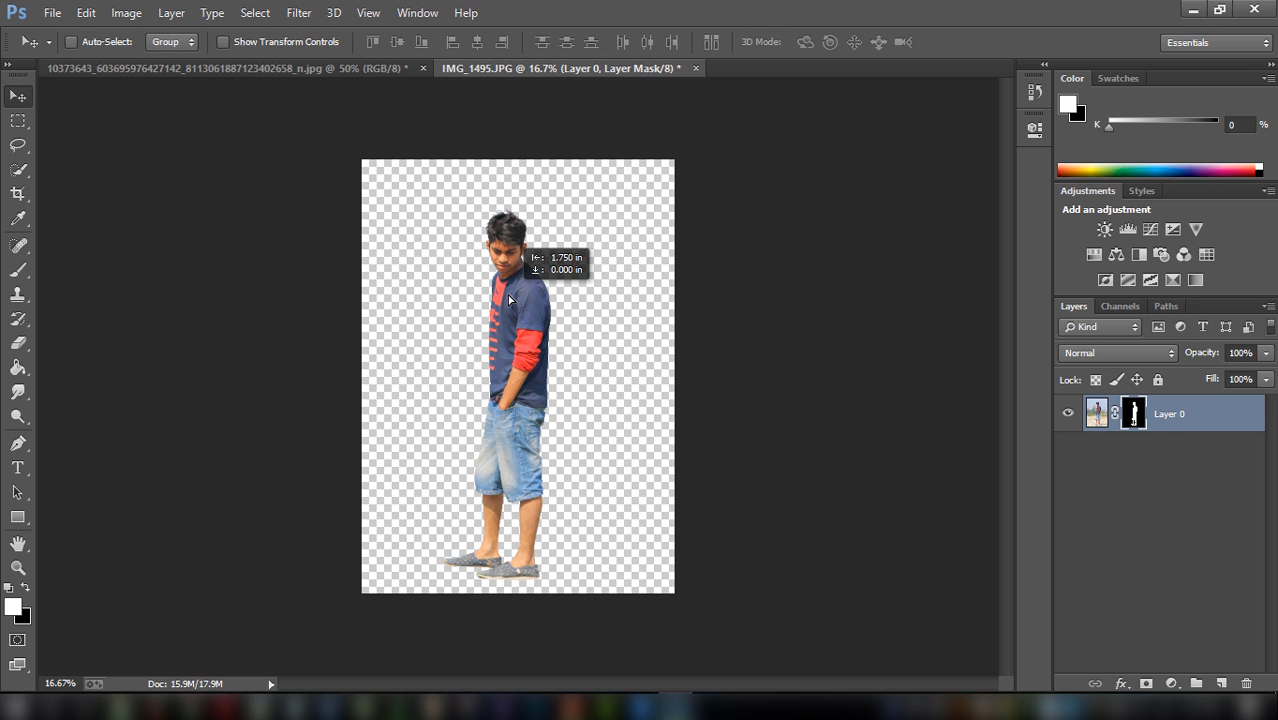 Ps File Edit Image Layer Type Select Filter 3D View Window Help
Auto-Select: Group Show Transform Controls 3D Mode: Essentials
10373643_603695976427142_8113061887123402658_n.jpg @ 50% (RGB/8) * × IMG_1495.JPG @ 16.7% (Layer 0, Layer Mask/8) * ×
Color Swatches
K 0 %
Adjustments Styles
Add an adjustment
1.750 in
0.000 in
Layers Channels Paths
Kind
Normal Opacity: 100%
Lock: Fill: 100%
Layer 0
16.67% Doc: 15.9M/17.9M